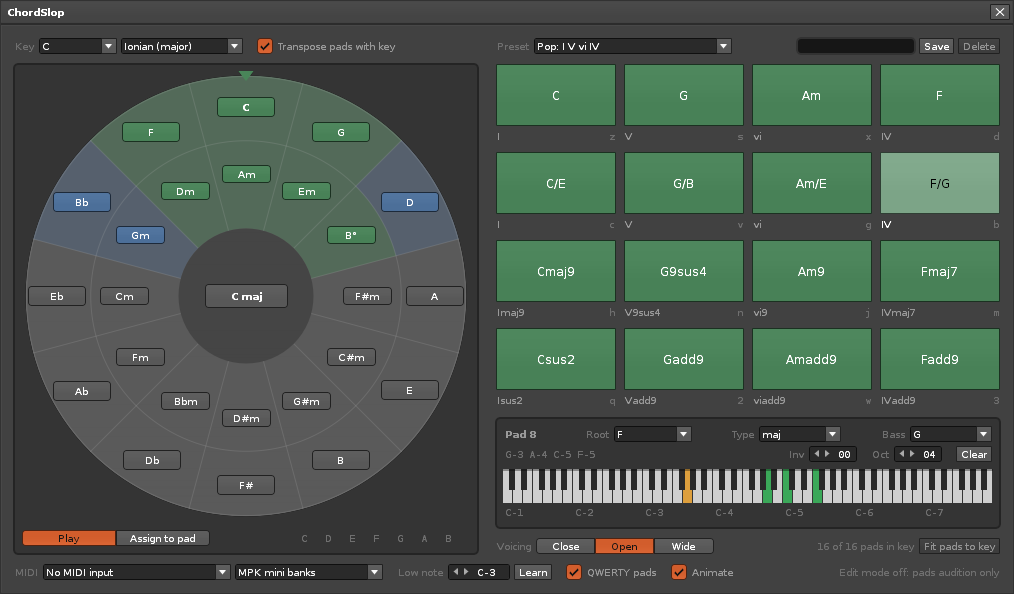 ChordSlop
Key C Ionian (major) Transpose pads with key
Preset Pop: I V vi IV Save Delete
C
F G
Am
Dm Em
Bb D
Gm B°
Eb Cm C maj F#m A
Fm C#m
Ab E
Bbm G#m
D#m
Db B
F#
Play Assign to pad C D E F G A B
C G Am F
I z V s vi x IV d
C/E G/B Am/E F/G
I c V v vi g IV b
Cmaj9 G9sus4 Am9 Fmaj7
Imaj9 h V9sus4 n vi9 j IVmaj7 m
Csus2 Gadd9 Amadd9 Fadd9
Isus2 q Vadd9 2 viadd9 w IVadd9 3
Pad 8 Root F Type maj Bass G
G-3 A-4 C-5 F-5 Inv 00 Oct 04 Clear
C-1 C-2 C-3 C-4 C-5 C-6 C-7
Voicing Close Open Wide 16 of 16 pads in key Fit pads to key
MIDI No MIDI input MPK mini banks Low note C-3 Learn QWERTY pads Animate Edit mode off: pads audition only